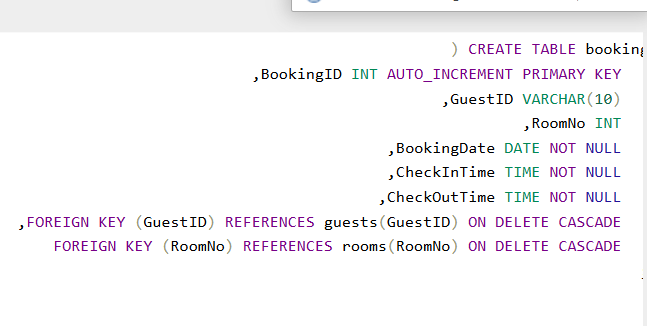 ) CREATE TABLE booking
,BookingID INT AUTO_INCREMENT PRIMARY KEY
,GuestID VARCHAR(10)
,RoomNo INT
,BookingDate DATE NOT NULL
,CheckInTime TIME NOT NULL
,CheckOutTime TIME NOT NULL
,FOREIGN KEY (GuestID) REFERENCES guests(GuestID) ON DELETE CASCADE
FOREIGN KEY (RoomNo) REFERENCES rooms(RoomNo) ON DELETE CASCADE